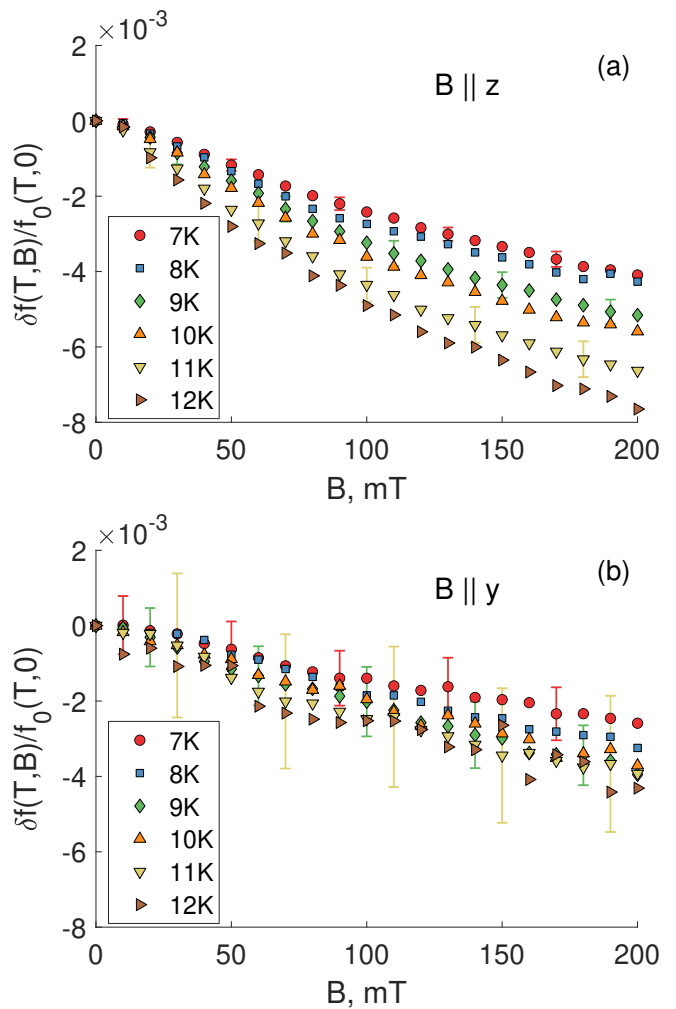 ×10⁻³
2
(a)
B || z
0
-2
δf(T,B)/f₀(T,0)
7K
8K
-4
9K
10K
-6
11K
12K
-8
0 50 100 150 200
B, mT
×10⁻³
2
(b)
B || y
0
-2
δf(T,B)/f₀(T,0)
7K
8K
-4
9K
10K
-6
11K
12K
-8
0 50 100 150 200
B, mT